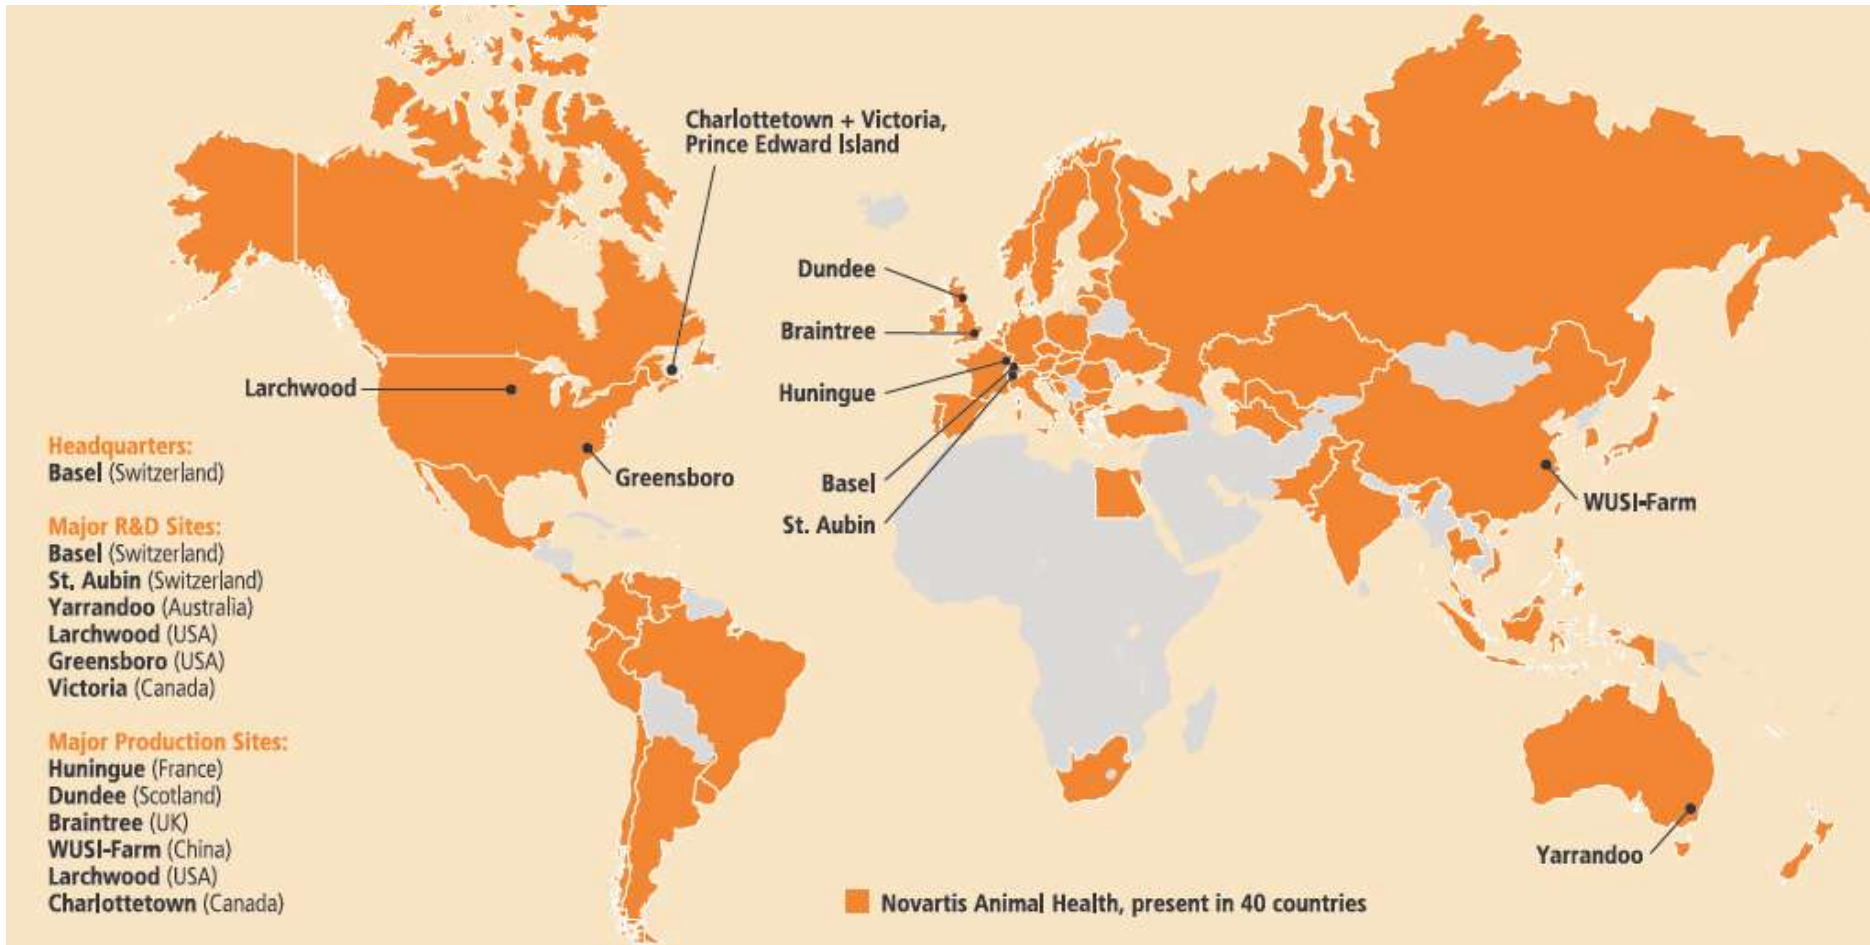 Charlottetown + Victoria,
Prince Edward Island
Dundee
Braintree
Larchwood
Huningue
Headquarters:
Basel (Switzerland)
Greensboro
Basel
WUSI-Farm
St. Aubin
Major R&D Sites:
Basel (Switzerland)
St. Aubin (Switzerland)
Yarrandoo (Australia)
Larchwood (USA)
Greensboro (USA)
Victoria (Canada)
Major Production Sites:
Huningue (France)
Dundee (Scotland)
Braintree (UK)
WUSI-Farm (China)
Larchwood (USA)
Charlottetown (Canada)
Yarrandoo
Novartis Animal Health, present in 40 countries